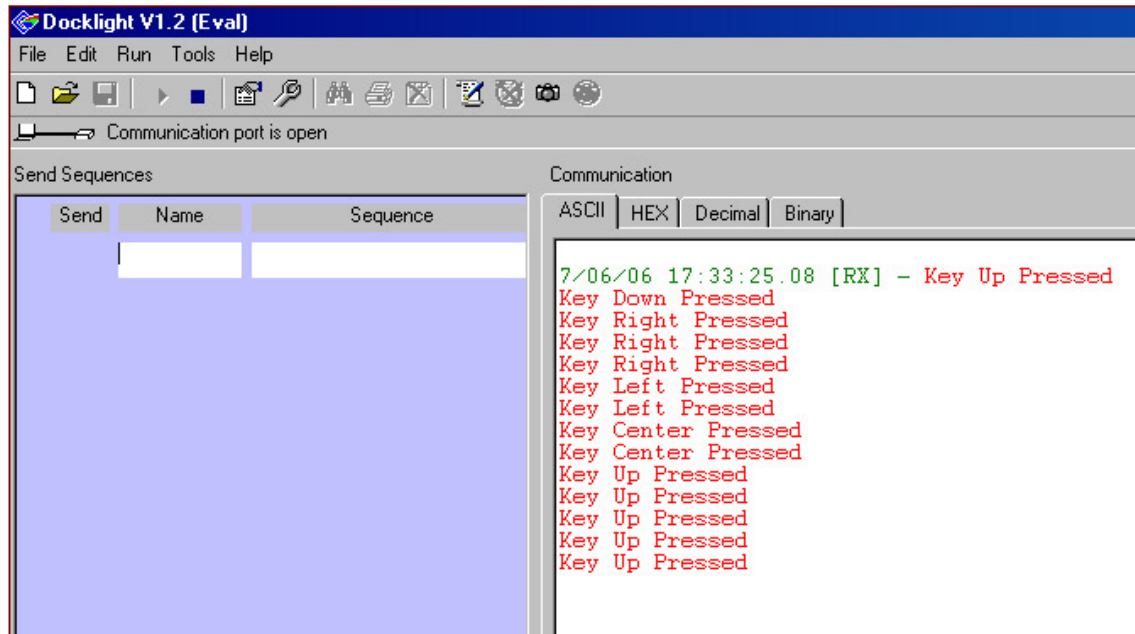 Docklight V1.2 (Eval)
File Edit Run Tools Help
Communication port is open
Send Sequences
Send Name Sequence
Communication
ASCII HEX Decimal Binary
7/06/06 17:33:25.08 [RX] - Key Up Pressed
Key Down Pressed
Key Right Pressed
Key Right Pressed
Key Right Pressed
Key Left Pressed
Key Left Pressed
Key Center Pressed
Key Center Pressed
Key Up Pressed
Key Up Pressed
Key Up Pressed
Key Up Pressed
Key Up Pressed